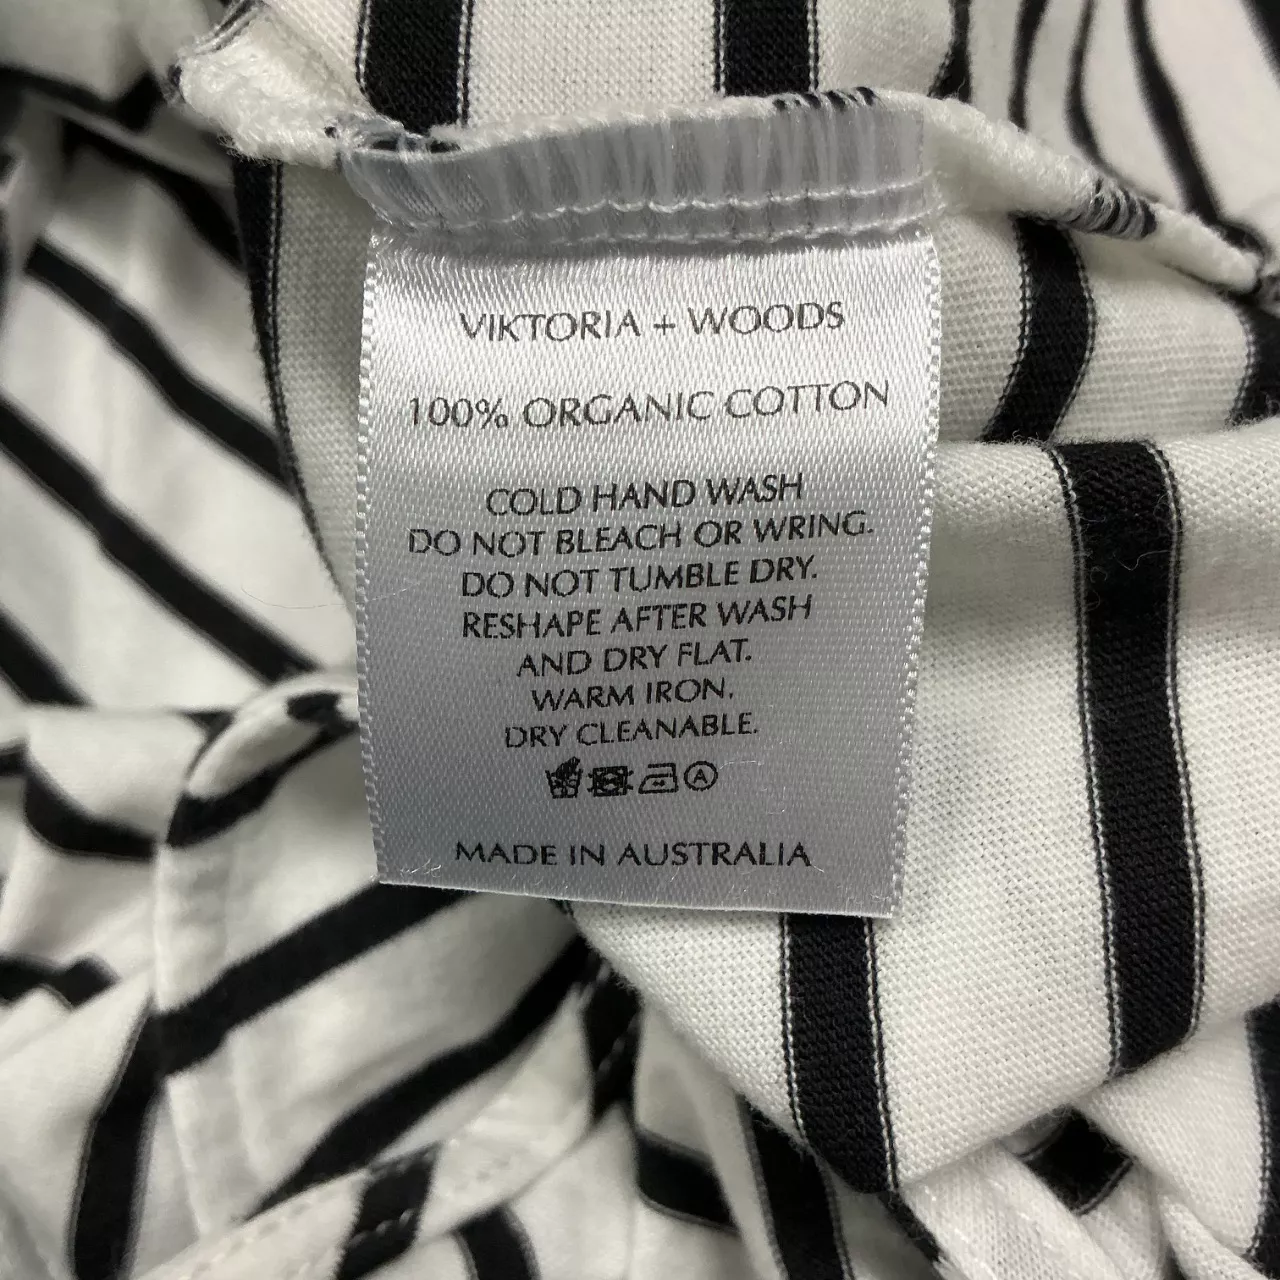 VIKTORIA + WOODS
100% ORGANIC COTTON
COLD HAND WASH
DO NOT BLEACH OR WRING.
DO NOT TUMBLE DRY.
RESHAPE AFTER WASH
AND DRY FLAT.
WARM IRON.
DRY CLEANABLE.
A
MADE IN AUSTRALIA